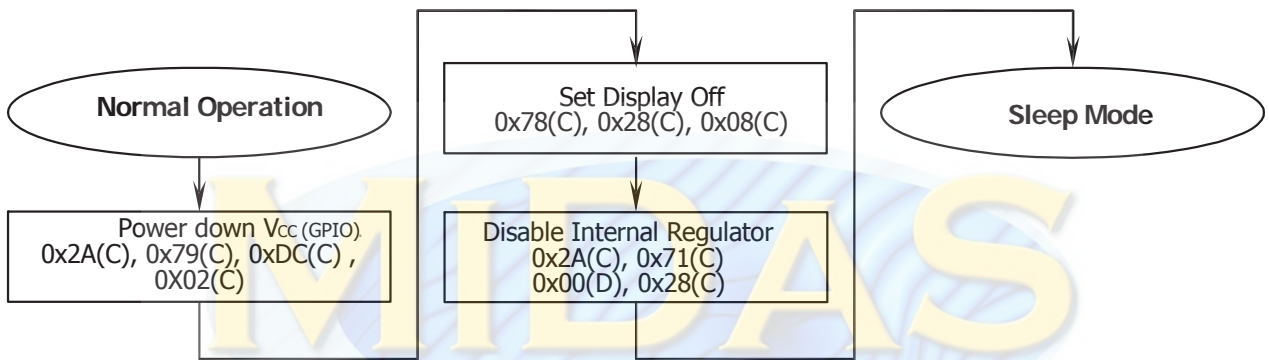 Normal Operation
Power down VCC (GPIO).
0x2A(C), 0x79(C), 0xDC(C) ,
0X02(C)
Set Display Off
0x78(C), 0x28(C), 0x08(C)
Disable Internal Regulator
0x2A(C), 0x71(C)
0x00(D), 0x28(C)
Sleep Mode
MIDAS